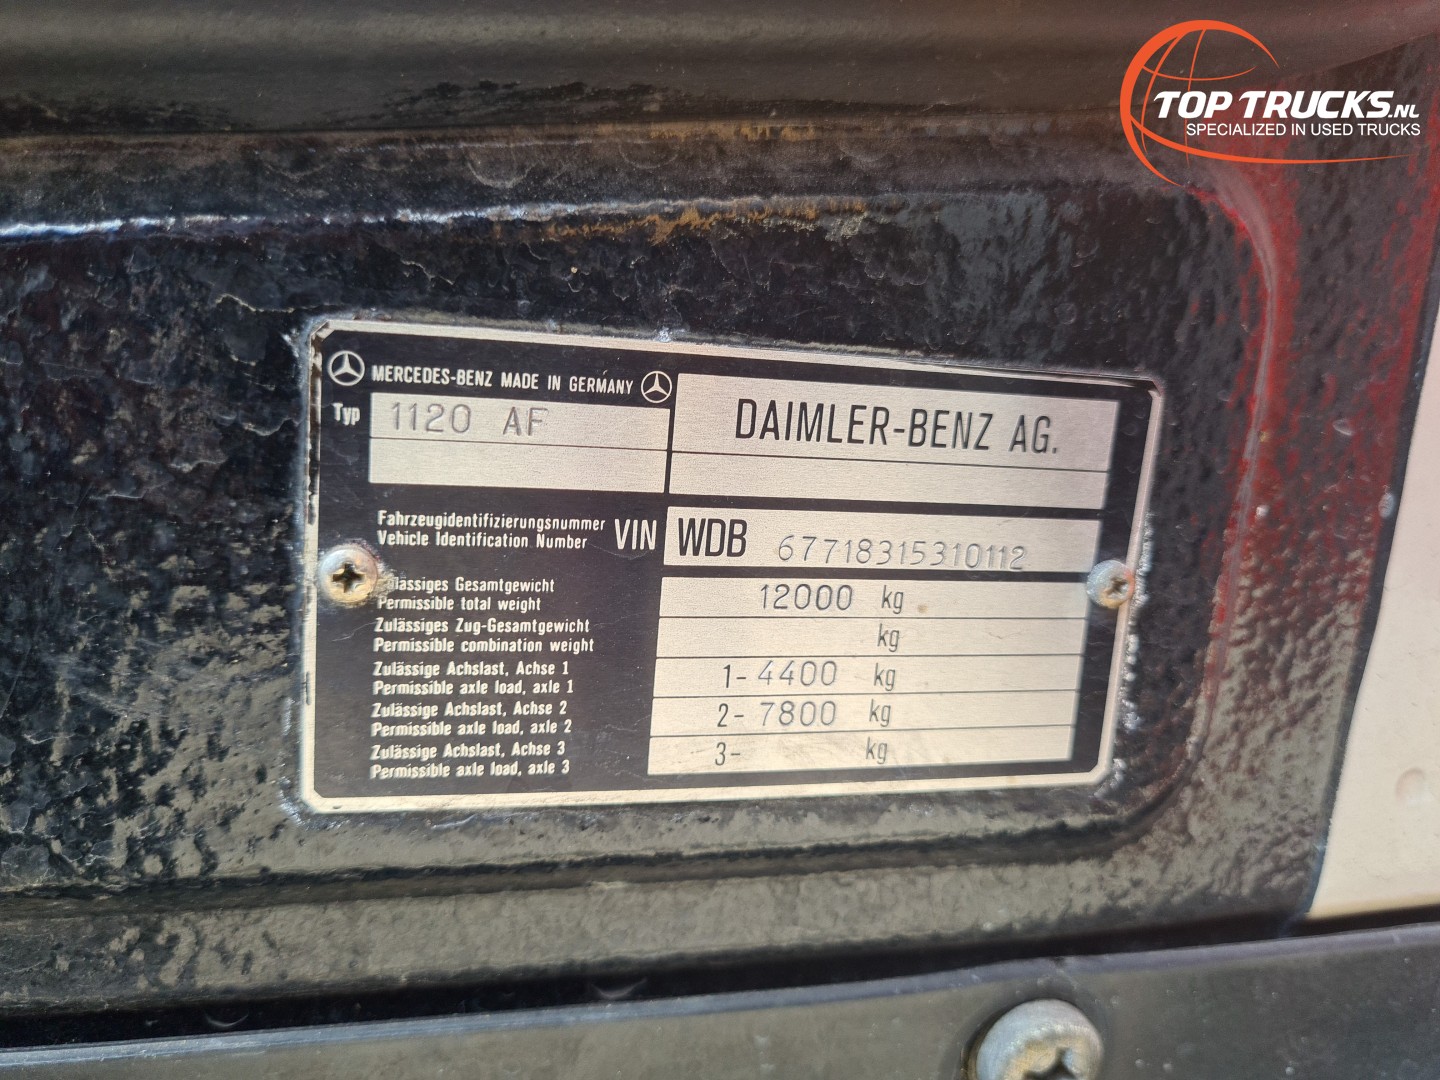 TOP TRUCKS.NL
SPECIALIZED IN USED TRUCKS
MERCEDES-BENZ MADE IN GERMANY
Typ 1120 AF
DAIMLER-BENZ AG.
Fahrzeugidentifizierungsnummer
Vehicle Identification Number
VIN WDB 67718315310112
lässiges Gesamtgewicht
Permissible total weight
12000 kg
Zulässiges Zug-Gesamtgewicht
Permissible combination weight
kg
Zulässige Achslast, Achse 1
Permissible axle load, axle 1
1- 4400 kg
Zulässige Achslast, Achse 2
Permissible axle load, axle 2
2- 7800 kg
Zulässige Achslast, Achse 3
Permissible axle load, axle 3
3- kg